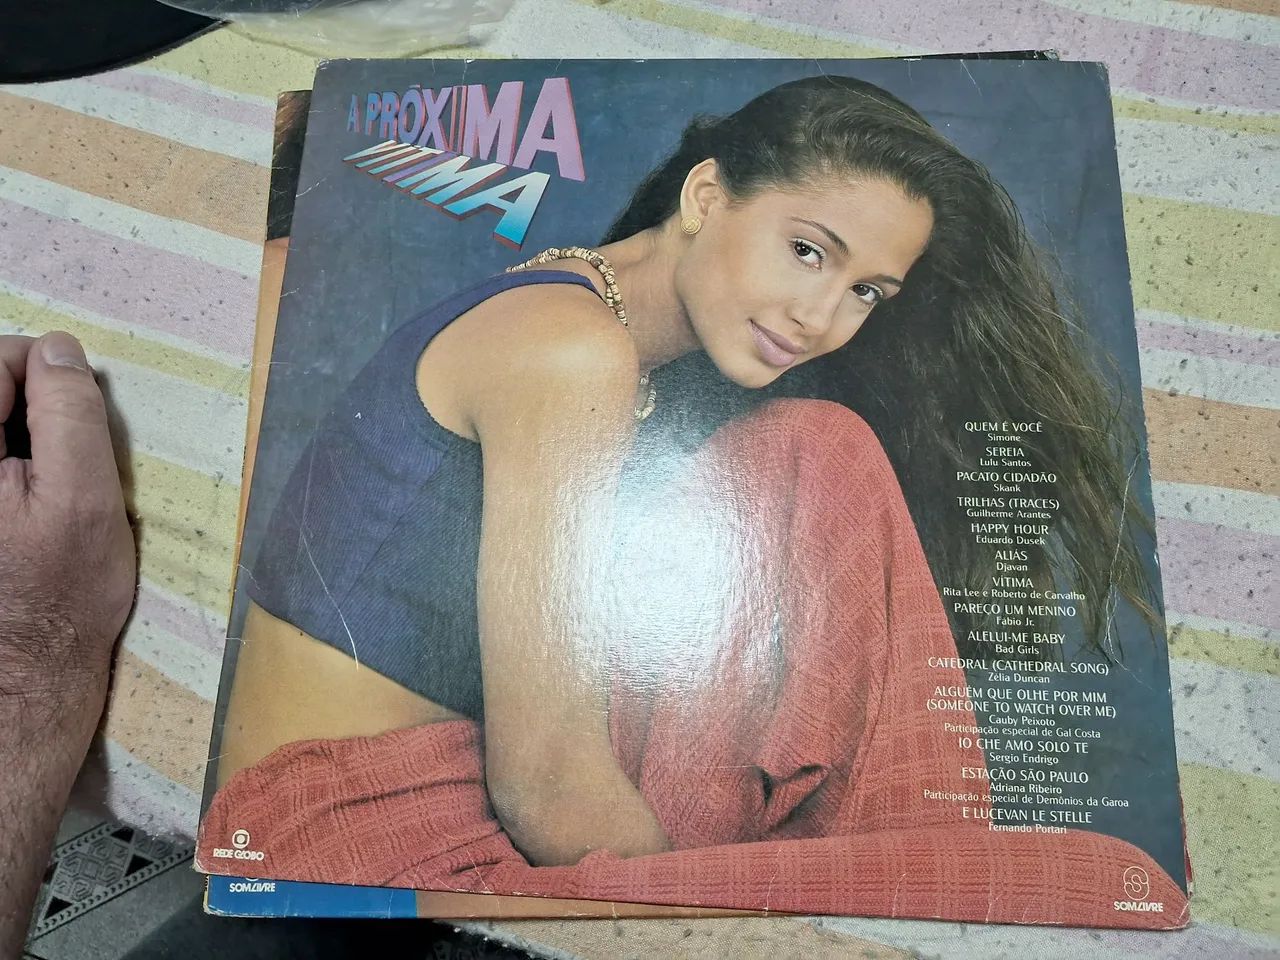 A PRÓXIMA
VÍTIMA
QUEM É VOCÊ
Simone
SEREIA
Lulu Santos
PACATO CIDADÃO
Skank
TRILHAS (TRACES)
Guilherme Arantes
HAPPY HOUR
Eduardo Dusek
ALIÁS
Djavan
VÍTIMA
Rita Lee e Roberto de Carvalho
PAREÇO UM MENINO
Fabio Jr.
ALELUI-ME BABY
Bad Girls
CATEDRAL (CATHEDRAL SONG)
Zélia Duncan
ALGUÉM QUE OLHE POR MIM
(SOMEONE TO WATCH OVER ME)
Cauby Peixoto
Participação especial de Gal Costa
IO CHE AMO SOLO TE
Sergio Endrigo
ESTAÇÃO SÃO PAULO
Adriana Ribeiro
Participação especial de Demônios da Garoa
E LUCEVAN LE STELLE
Fernando Portari
REDE GLOBO
SOM LIVRE
SOM LIVRE